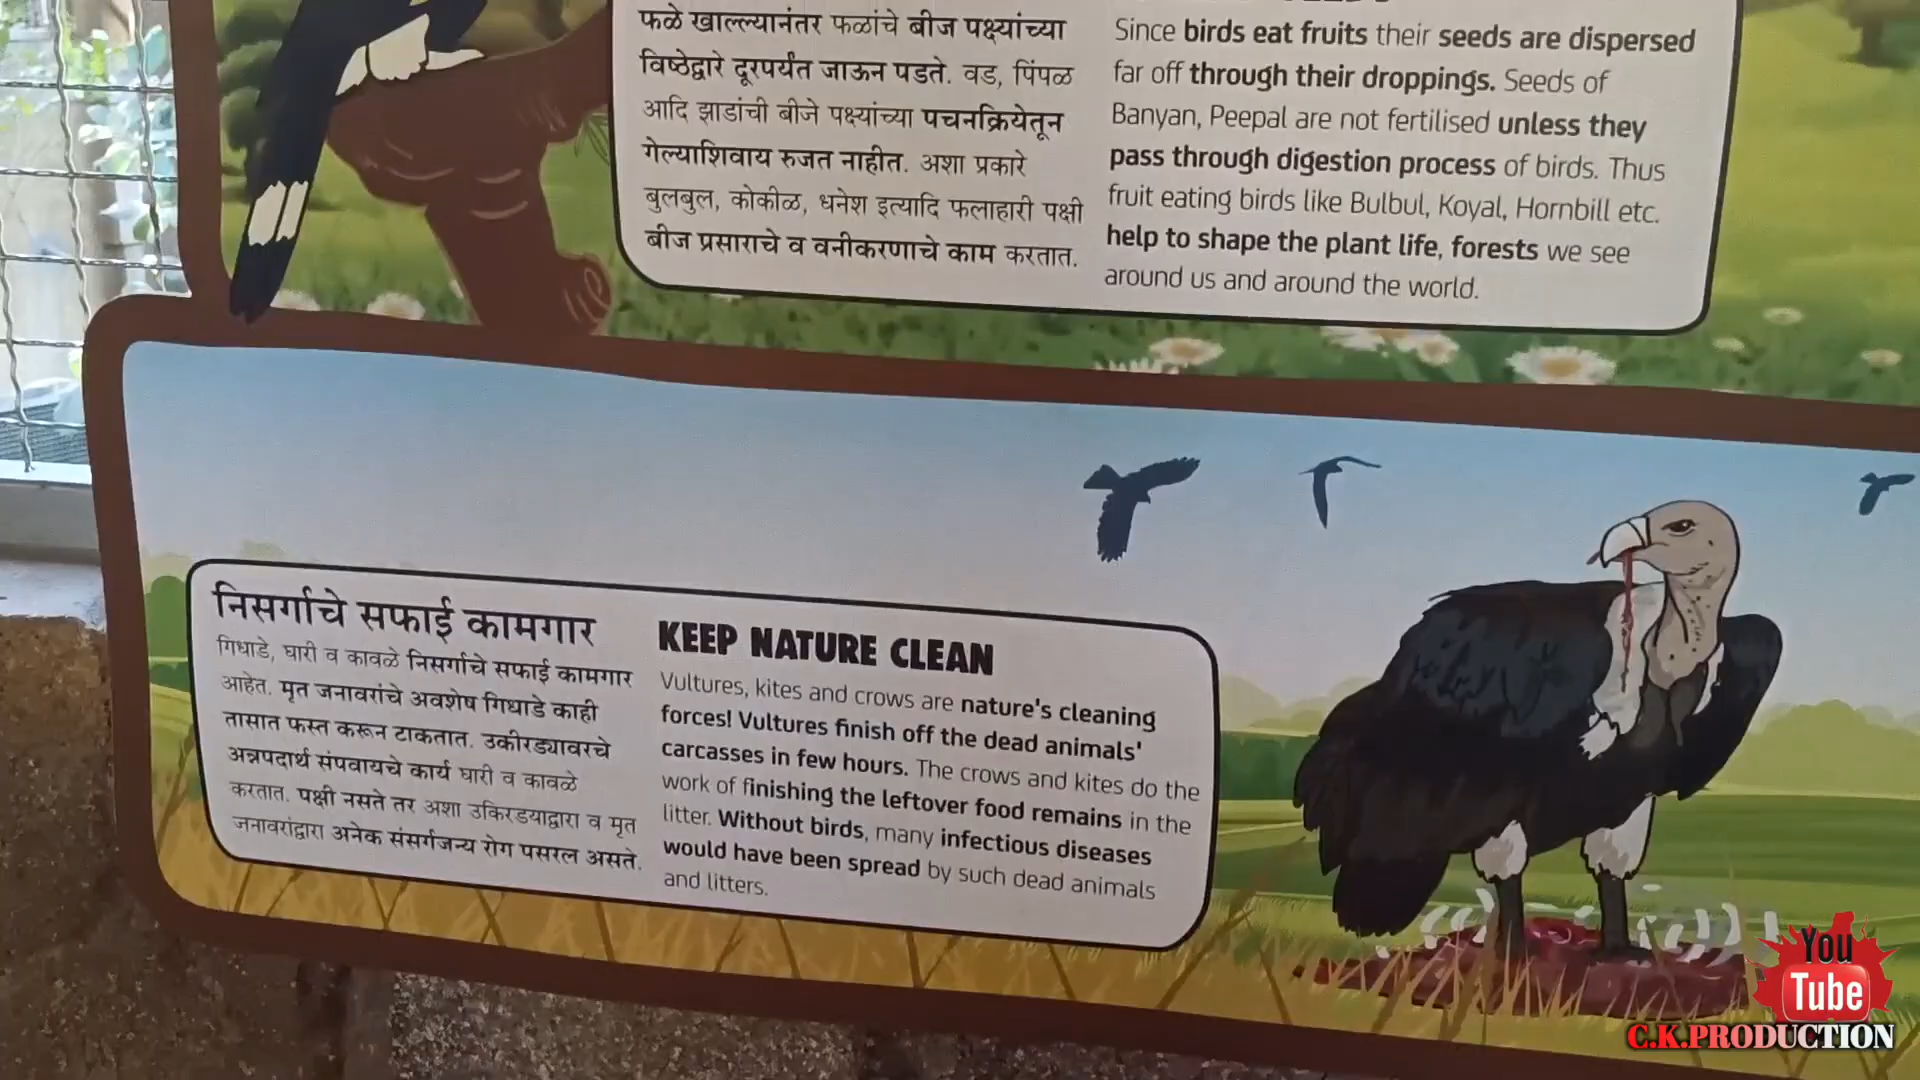 फळे खाल्ल्यानंतर फळांचे बीज पक्ष्यांच्या
विष्ठेद्वारे दूरपर्यंत जाऊन पडते. वड, पिंपळ
आदि झाडांची बीजे पक्ष्यांच्या पचनक्रियेतून
गेल्याशिवाय रुजत नाहीत. अशा प्रकारे
बुलबुल, कोकीळ, धनेश इत्यादि फलाहारी पक्षी
बीज प्रसाराचे व वनीकरणाचे काम करतात.
Since birds eat fruits their seeds are dispersed
far off through their droppings. Seeds of
Banyan, Peepal are not fertilised unless they
pass through digestion process of birds. Thus
fruit eating birds like Bulbul, Koyal, Hornbill etc.
help to shape the plant life, forests we see
around us and around the world.
निसर्गाचे सफाई कामगार
गिधाडे, घारी व कावळे निसर्गाचे सफाई कामगार
आहेत. मृत जनावरांचे अवशेष गिधाडे काही
तासात फस्त करून टाकतात. उकीरड्यावरचे
अन्नपदार्थ संपवायचे कार्य घारी व कावळे
करतात. पक्षी नसते तर अशा उकिरडयाद्वारा व मृत
जनावरांद्वारा अनेक संसर्गजन्य रोग पसरल असते.
KEEP NATURE CLEAN
Vultures, kites and crows are nature's cleaning
forces! Vultures finish off the dead animals'
carcasses in few hours. The crows and kites do the
work of finishing the leftover food remains in the
litter. Without birds, many infectious diseases
would have been spread by such dead animals
and litters.
You
Tube
C.K.PRODUCTION